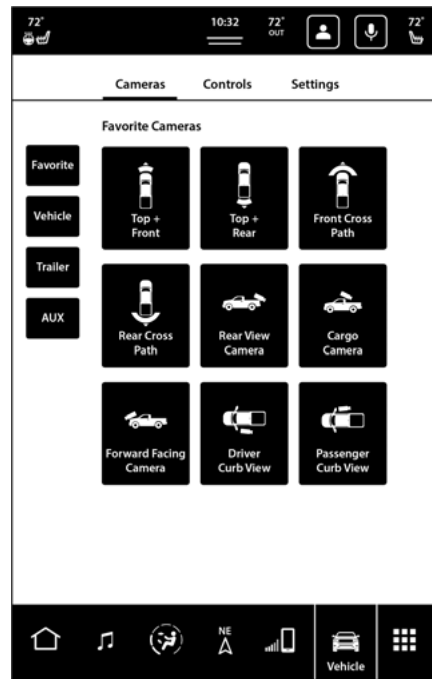 72°
10:32
72°
OUT
72°
Cameras
Controls
Settings
Favorite Cameras
Favorite
Vehicle
Trailer
AUX
Top +
Front
Top +
Rear
Front Cross
Path
Rear Cross
Path
Rear View
Camera
Cargo
Camera
Forward Facing
Camera
Driver
Curb View
Passenger
Curb View
NE
Vehicle